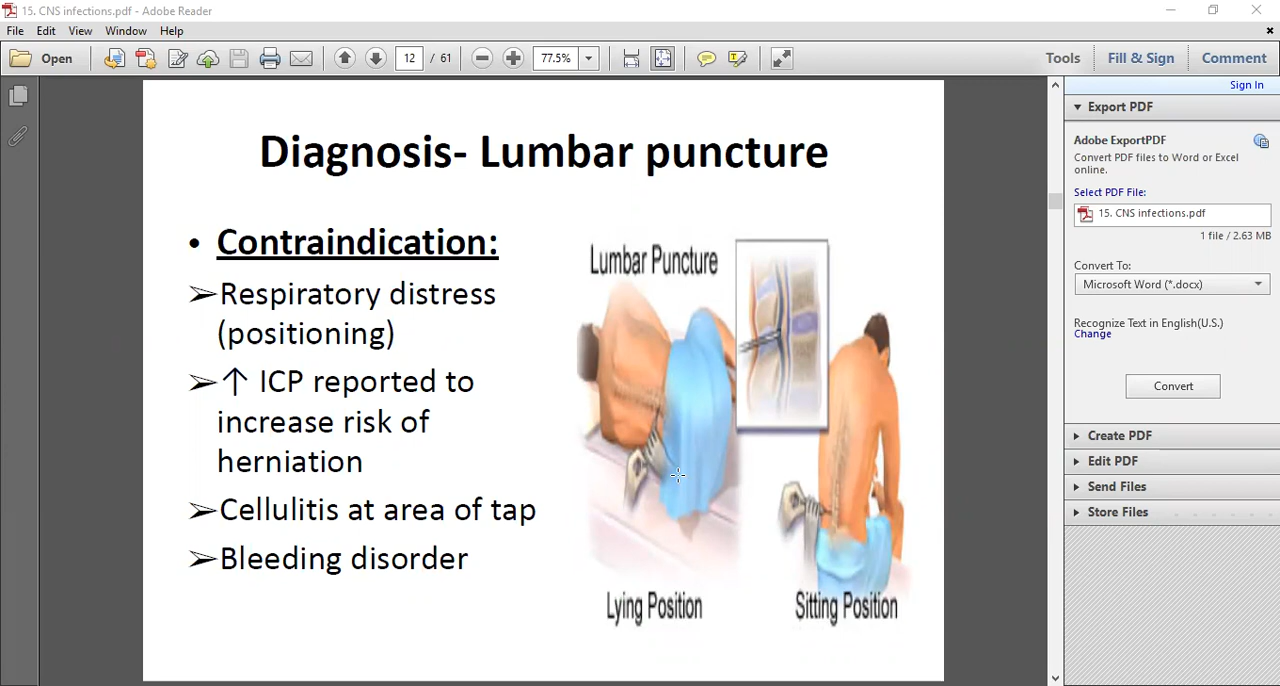 15. CNS infections.pdf - Adobe Reader
File Edit View Window Help
Open 12 / 61 77.5% Tools Fill & Sign Comment
Sign In
Export PDF
Adobe ExportPDF
Convert PDF files to Word or Excel
online.
Select PDF File:
15. CNS infections.pdf
1 file / 2.63 MB
Convert To:
Microsoft Word (*.docx)
Recognize Text in English(U.S.)
Change
Convert
Create PDF
Edit PDF
Send Files
Store Files
Diagnosis- Lumbar puncture
• Contraindication:
➢Respiratory distress
(positioning)
➢↑ ICP reported to
increase risk of
herniation
➢Cellulitis at area of tap
➢Bleeding disorder
Lumbar Puncture
Lying Position
Sitting Position